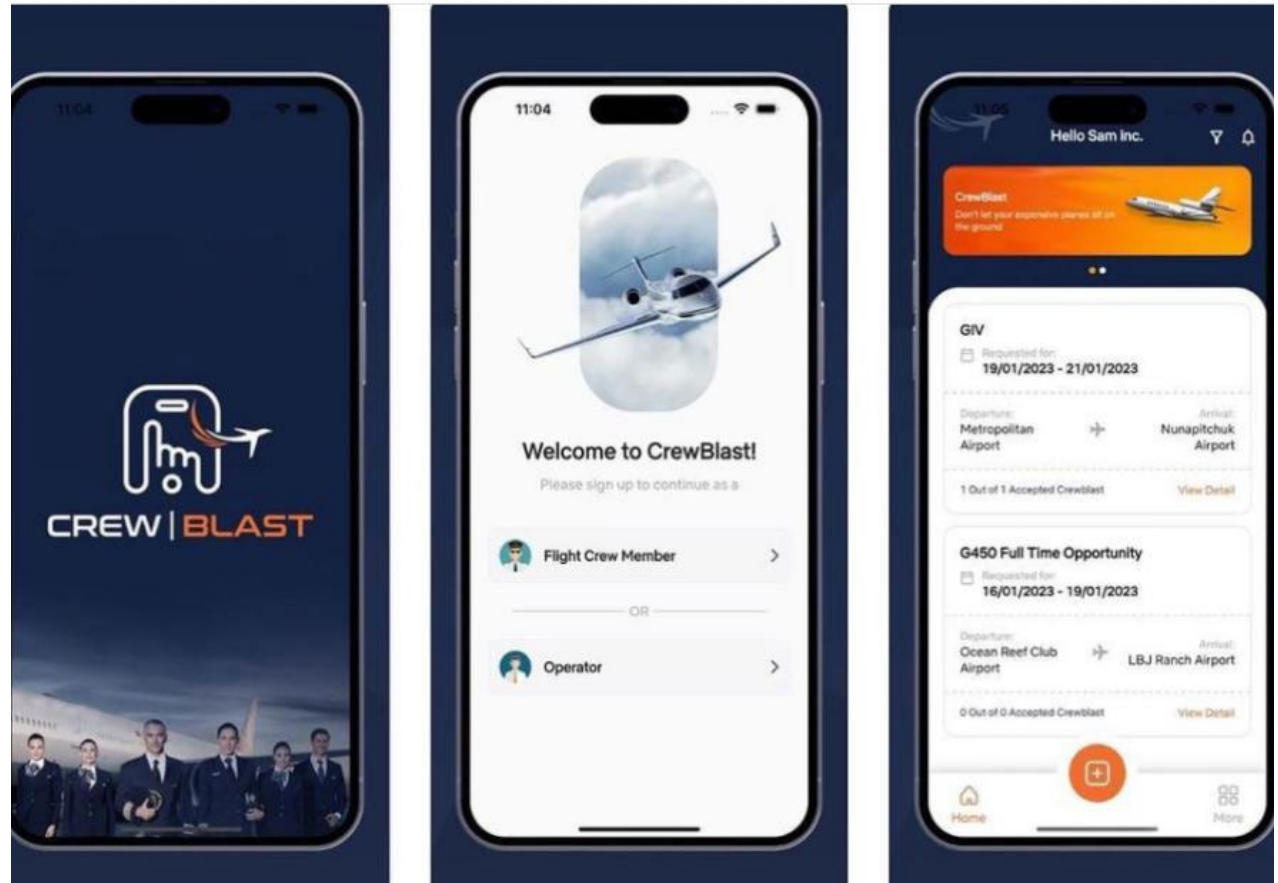 11:04
CREW | BLAST
11:04
Welcome to CrewBlast!
Please sign up to continue as a
Flight Crew Member
OR
Operator
11:05
Hello Sam Inc.
CrewBlast
Don't let your expensive planes sit on
the ground
GIV
Requested for:
19/01/2023 - 21/01/2023
Departure:
Metropolitan
Airport
Arrival:
Nunapitchuk
Airport
1 Out of 1 Accepted Crewblast
View Detail
G450 Full Time Opportunity
Requested for:
16/01/2023 - 19/01/2023
Departure:
Ocean Reef Club
Airport
Arrival:
LBJ Ranch Airport
0 Out of 0 Accepted Crewblast
View Detail
Home
More